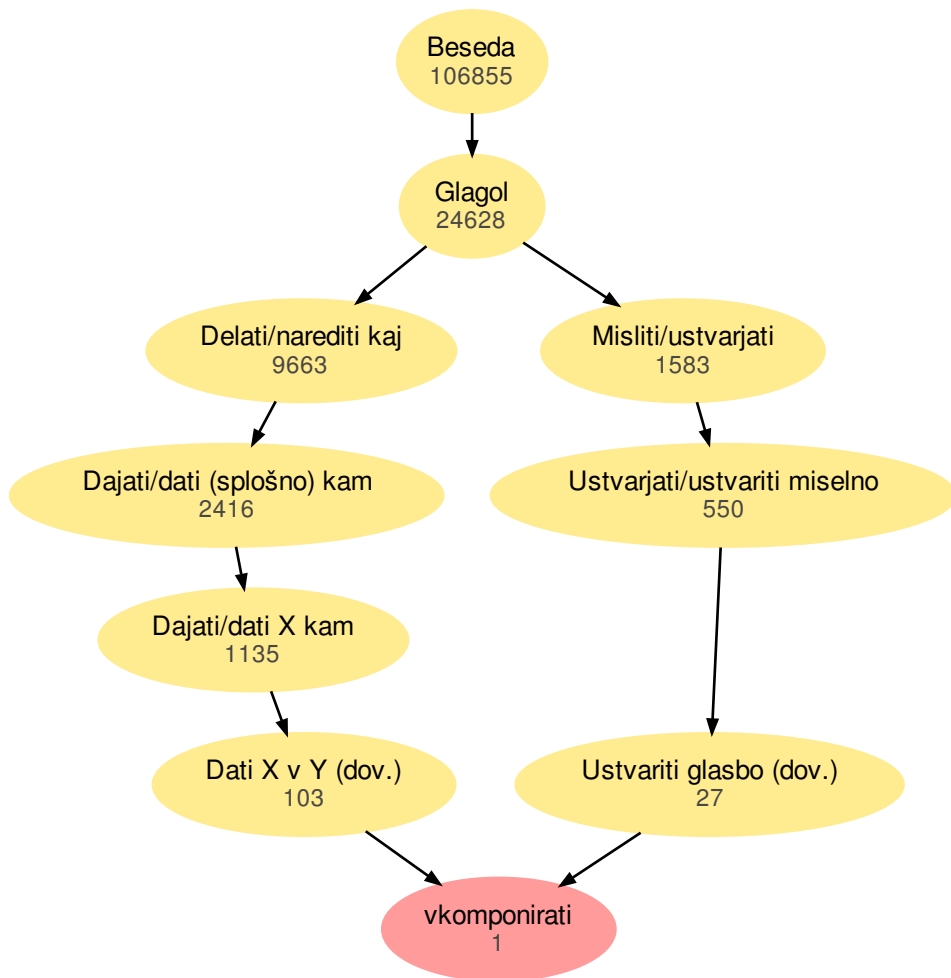 Beseda
106855
Glagol
24628
Delati/narediti kaj
9663
Misliti/ustvarjati
1583
Dajati/dati (splošno) kam
2416
Ustvarjati/ustvariti miselno
550
Dajati/dati X kam
1135
Dati X v Y (dov.)
103
Ustvariti glasbo (dov.)
27
vkomponirati
1